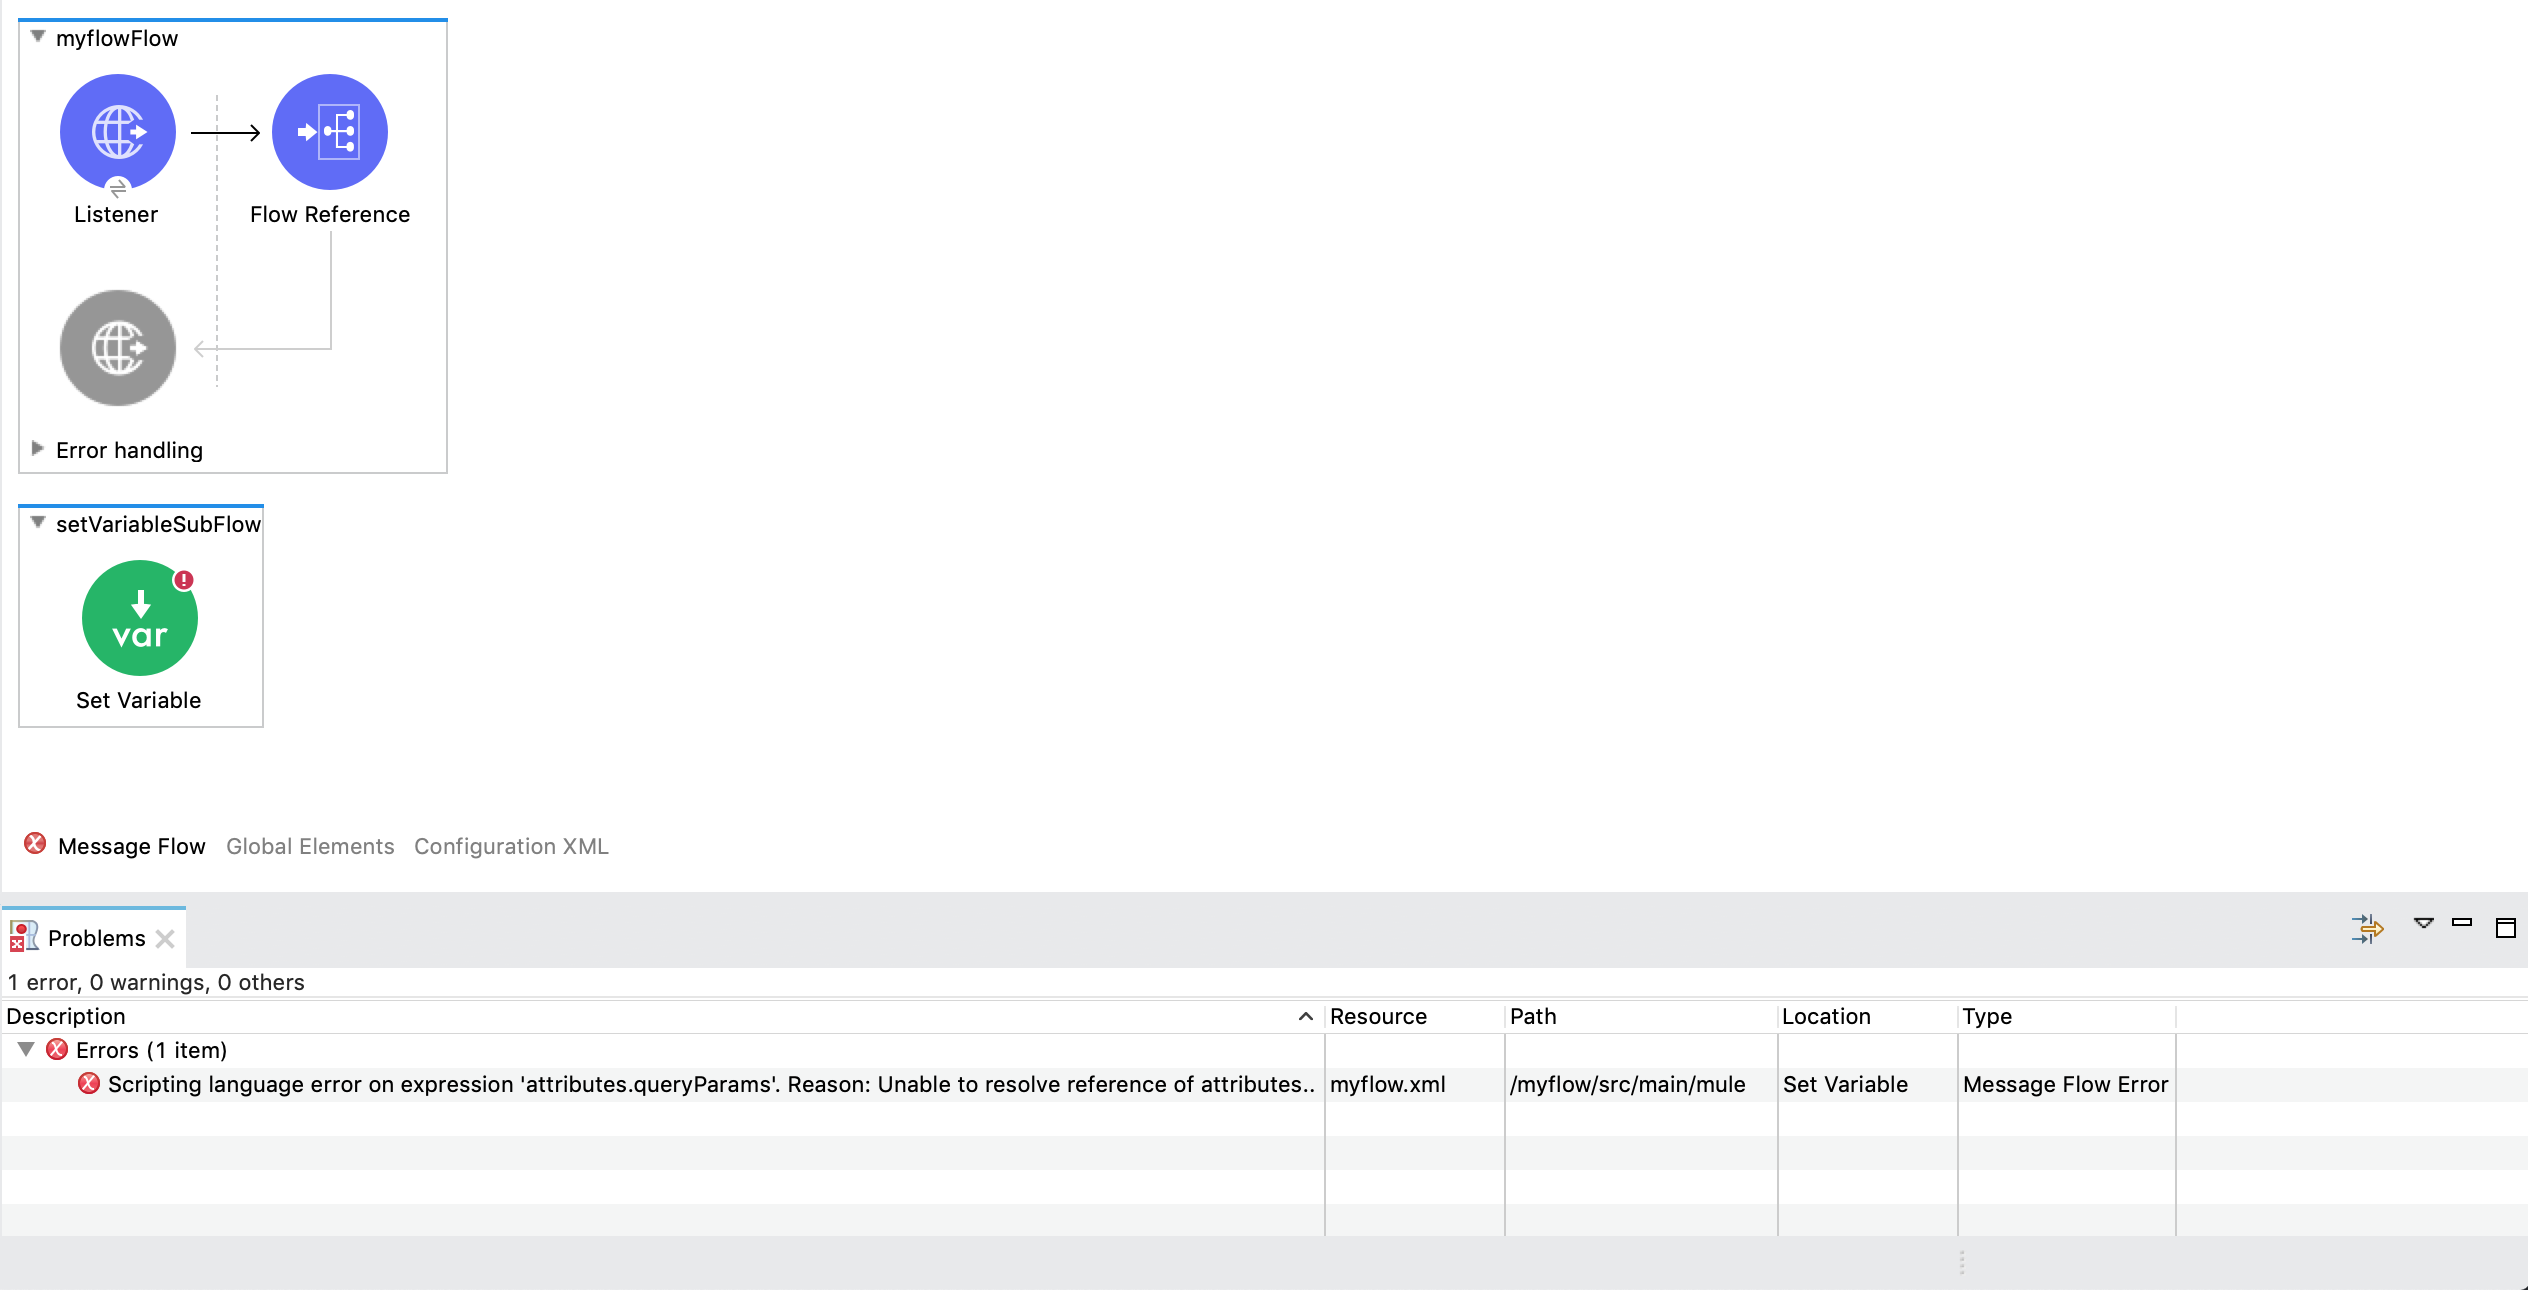 myflowFlow
Listener
Flow Reference
Error handling
setVariableSubFlow
var
Set Variable
Message Flow Global Elements Configuration XML
Problems
1 error, 0 warnings, 0 others
Description Resource Path Location Type
Errors (1 item)
Scripting language error on expression 'attributes.queryParams'. Reason: Unable to resolve reference of attributes.. myflow.xml /myflow/src/main/mule Set Variable Message Flow Error